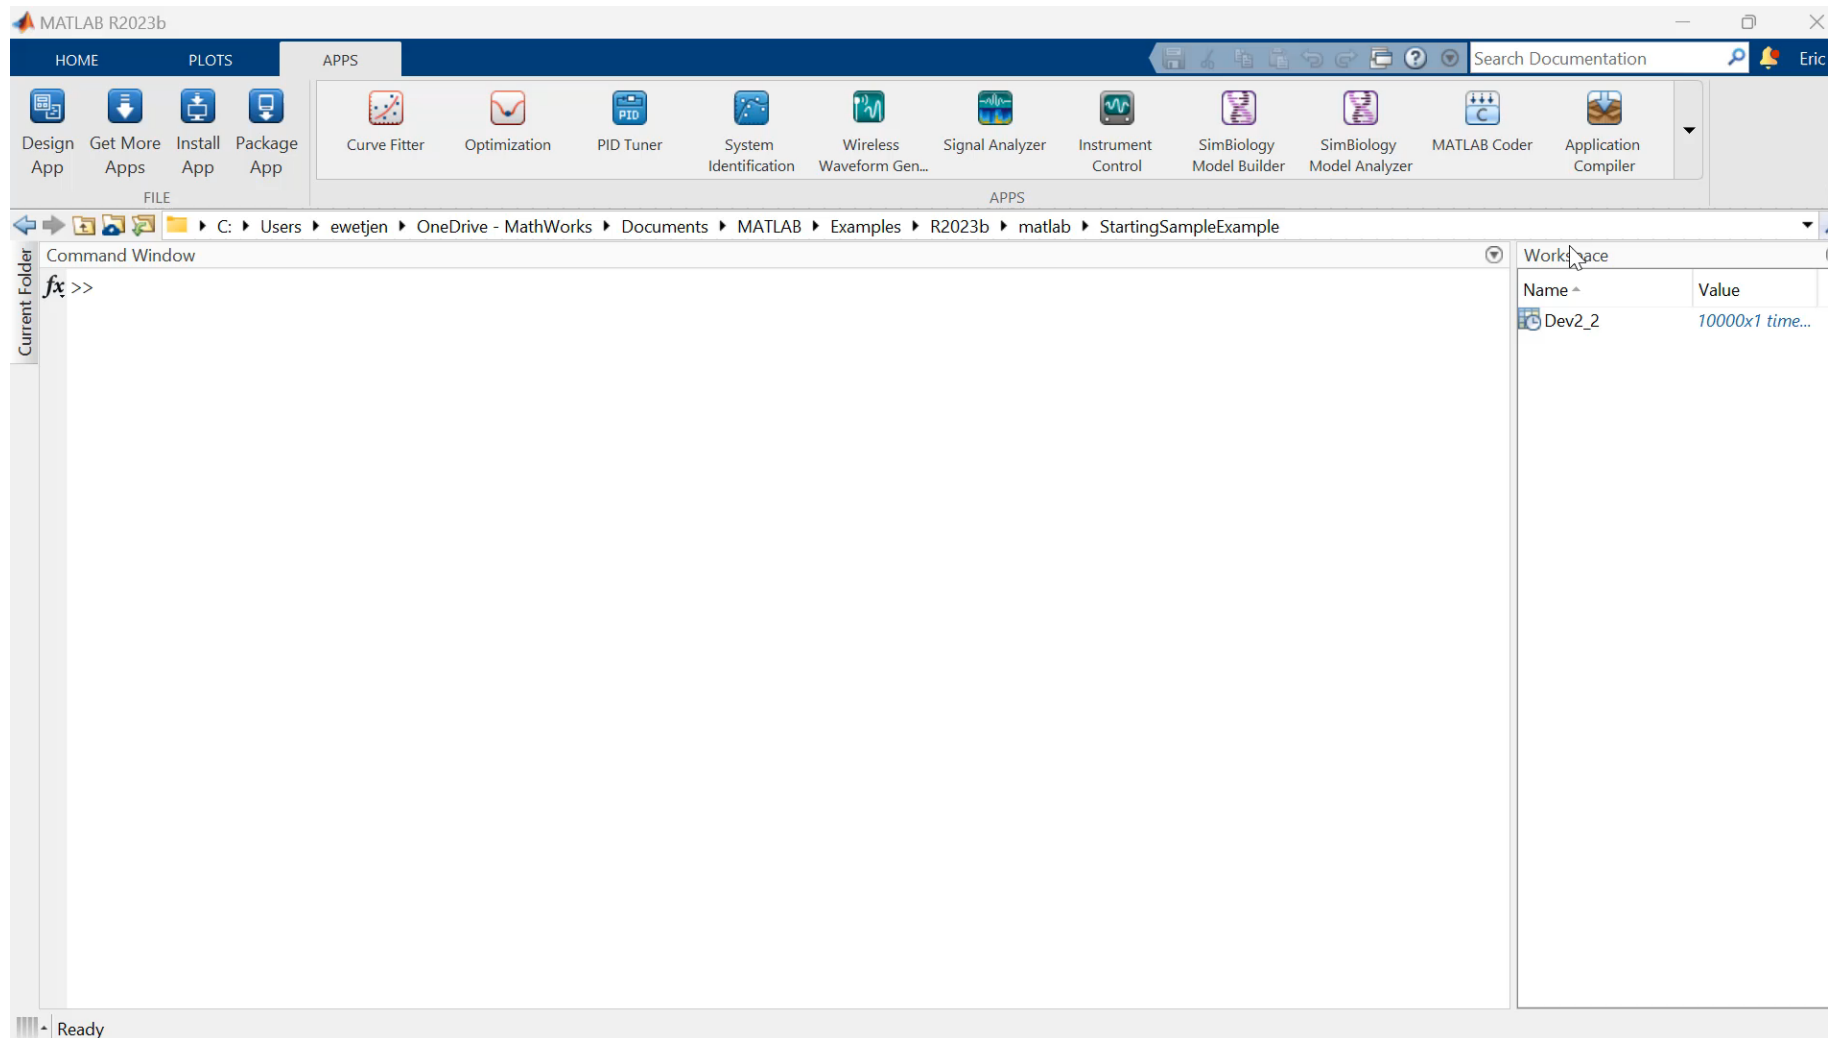 MATLAB R2023b
HOME PLOTS APPS Search Documentation Eric
Design App
Get More Apps
Install App
Package App
Curve Fitter
Optimization
PID
PID Tuner
System Identification
Wireless Waveform Gen...
Signal Analyzer
Instrument Control
SimBiology Model Builder
SimBiology Model Analyzer
C
MATLAB Coder
Application Compiler
FILE APPS
C: Users ewetjen OneDrive - MathWorks Documents MATLAB Examples R2023b matlab StartingSampleExample
Current Folder
Command Window
fx >>
Workspace
Name Value
Dev2_2 10000x1 time...
Ready